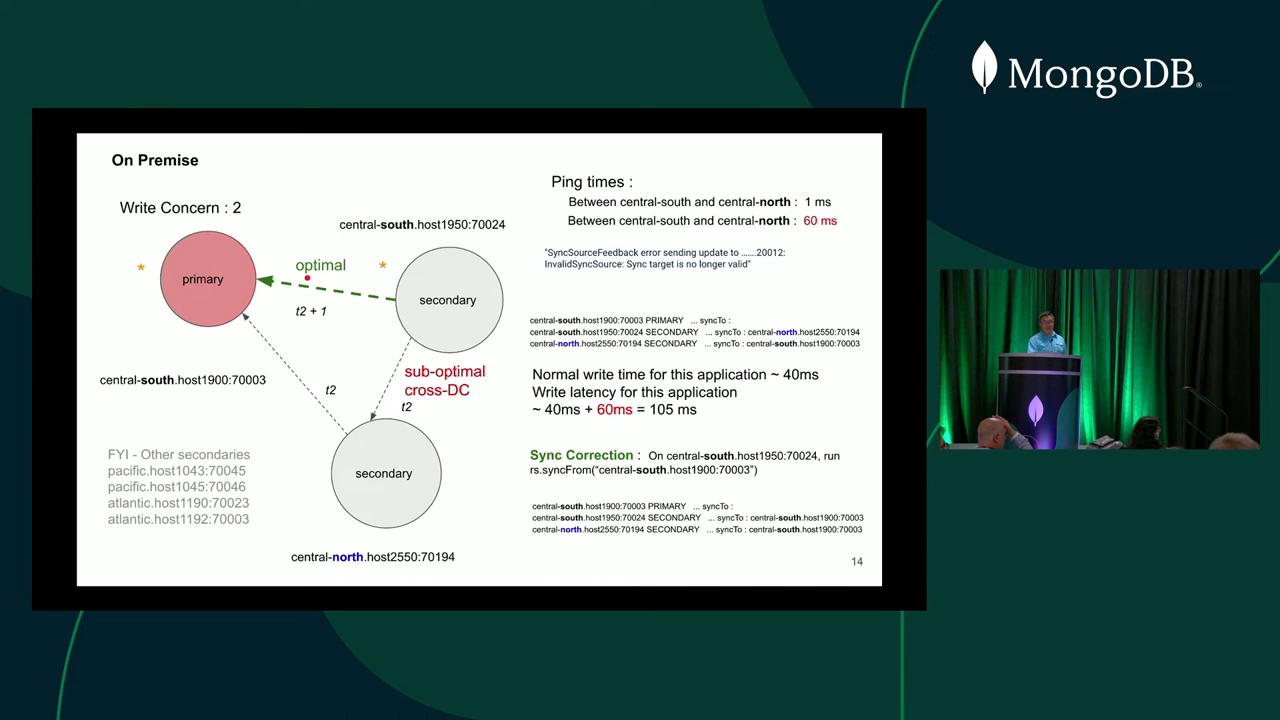 MongoDB®
On Premise
Write Concern : 2
central-south.host1950:70024
*
primary
optimal
*
t2 + 1
secondary
central-south.host1900:70003
t2
sub-optimal
cross-DC
t2
secondary
FYI - Other secondaries
pacific.host1043:70045
pacific.host1045:70046
atlantic.host1190:70023
atlantic.host1192:70003
central-north.host2550:70194
Ping times :
Between central-south and central-north : 1 ms
Between central-south and central-north : 60 ms
"SyncSourceFeedback error sending update to .......20012:
InvalidSyncSource: Sync target is no longer valid"
central-south.host1900:70003 PRIMARY ... syncTo :
central-south.host1950:70024 SECONDARY ... syncTo : central-north.host2550:70194
central-north.host2550:70194 SECONDARY ... syncTo : central-south.host1900:70003
Normal write time for this application ~ 40ms
Write latency for this application
~ 40ms + 60ms = 105 ms
Sync Correction : On central-south.host1950:70024, run
rs.syncFrom(“central-south.host1900:70003”)
central-south.host1900:70003 PRIMARY ... syncTo :
central-south.host1950:70024 SECONDARY ... syncTo : central-south.host1900:70003
central-north.host2550:70194 SECONDARY ... syncTo : central-south.host1900:70003
14